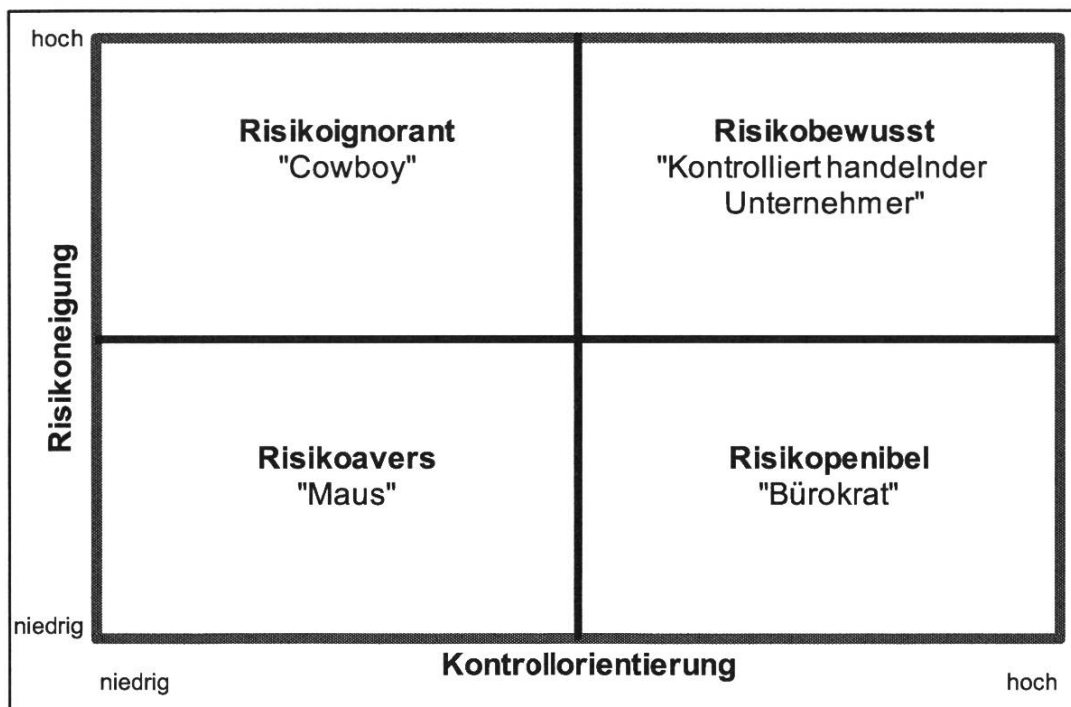 hoch
Risikoignorant
"Cowboy"
Risikobewusst
"Kontrolliert handelnder
Unternehmer"
Risikoneigung
Risikoavers
"Maus"
Risikopenibel
"Bürokrat"
niedrig
Kontrollorientierung
niedrig
hoch